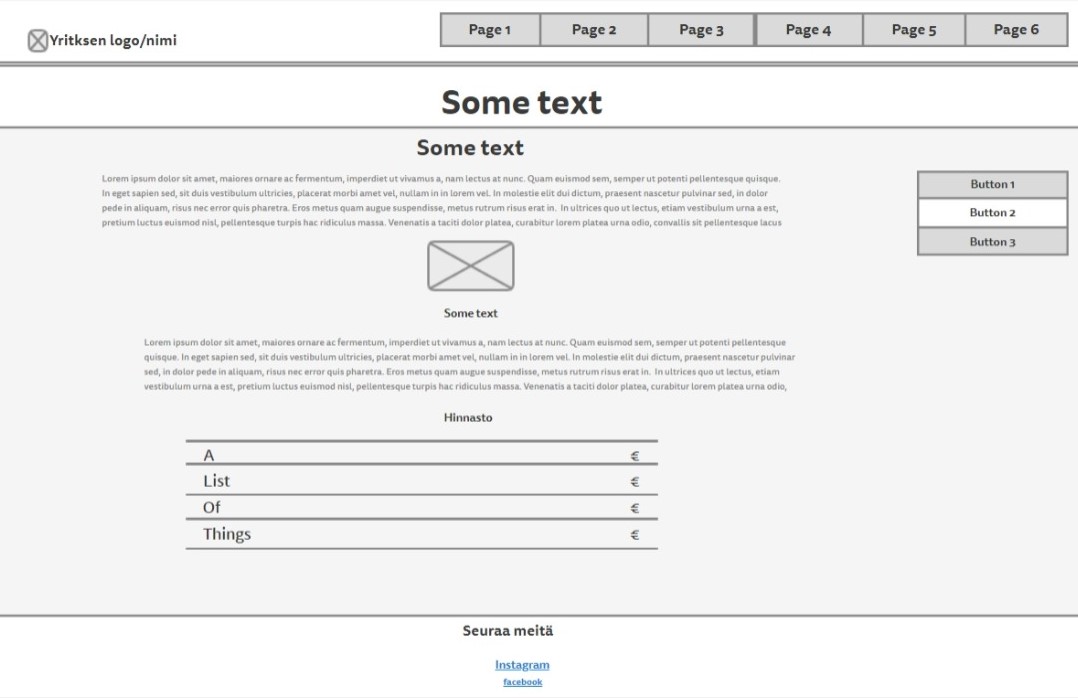 Yritksen logo/nimi
Page 1
Page 2
Page 3
Page 4
Page 5
Page 6
Some text
Some text
Lorem ipsum dolor sit amet, maiores ornare ac fermentum, imperdiet ut vivamus a, nam lectus at nunc. Quam euismod sem, semper ut potenti pellentesque quisque.
In eget sapien sed, sit duis vestibulum ultricies, placerat morbi amet vel, nullam in in lorem vel. In molestie elit dui dictum, praesent nascetur pulvinar sed, in dolor
pede in aliquam, risus nec error quis pharetra. Eros metus quam augue suspendisse, metus rutrum risus erat in.  In ultrices quo ut lectus, etiam vestibulum urna a est,
pretium luctus euismod nisl, pellentesque turpis hac ridiculus massa. Venenatis a taciti dolor platea, curabitur lorem platea urna odio, convallis sit pellentesque lacus
Button 1
Button 2
Button 3
Some text
Lorem ipsum dolor sit amet, maiores ornare ac fermentum, imperdiet ut vivamus a, nam lectus at nunc. Quam euismod sem, semper ut potenti pellentesque
quisque. In eget sapien sed, sit duis vestibulum ultricies, placerat morbi amet vel, nullam in in lorem vel. In molestie elit dui dictum, praesent nascetur pulvinar
sed, in dolor pede in aliquam, risus nec error quis pharetra. Eros metus quam augue suspendisse, metus rutrum risus erat in.  In ultrices quo ut lectus, etiam
vestibulum urna a est, pretium luctus euismod nisl, pellentesque turpis hac ridiculus massa. Venenatis a taciti dolor platea, curabitur lorem platea urna odio,
Hinnasto
A €
List €
Of €
Things €
Seuraa meitä
Instagram
facebook